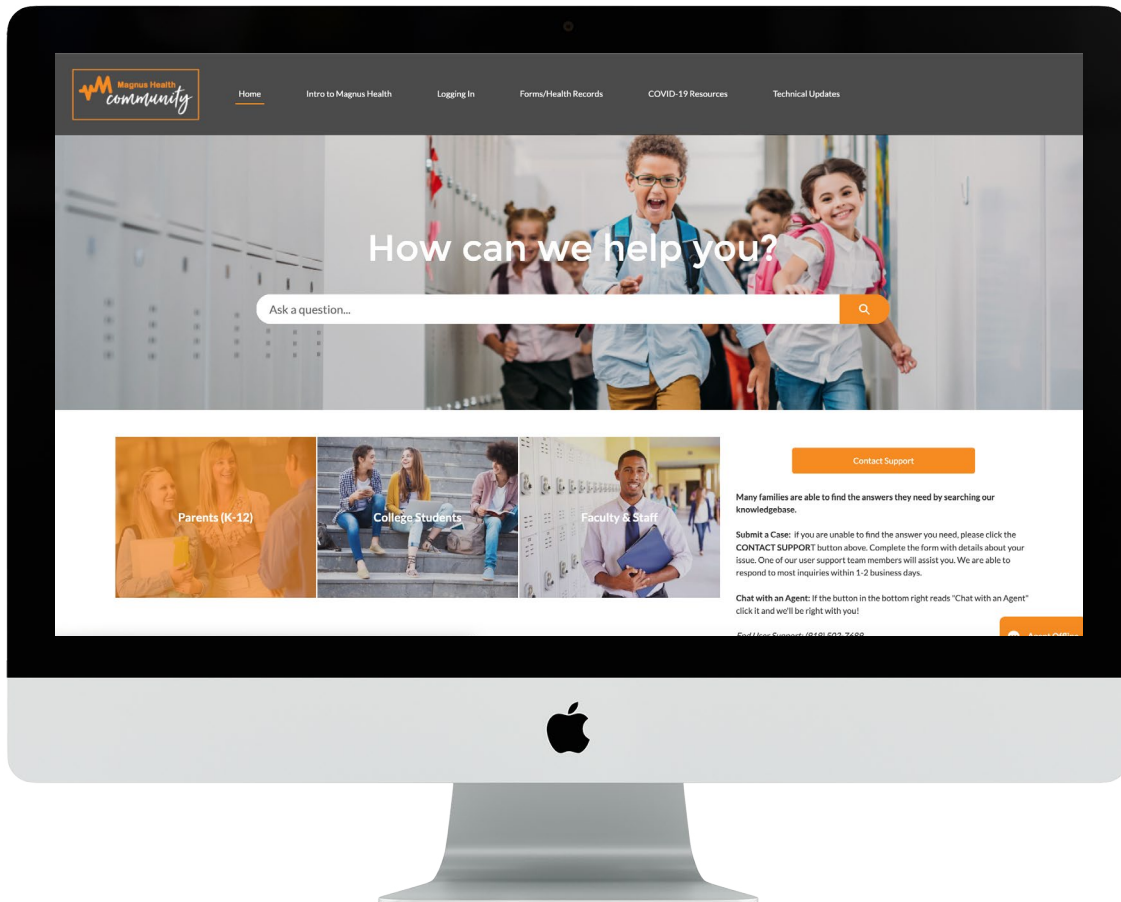 Magnus Health
community
Home
Intro to Magnus Health
Logging In
Forms/Health Records
COVID-19 Resources
Technical Updates
How can we help you?
Ask a question...
Parents (K-12)
College Students
Faculty & Staff
Contact Support
Many families are able to find the answers they need by searching our
knowledgebase.
Submit a Case: if you are unable to find the answer you need, please click the
CONTACT SUPPORT button above. Complete the form with details about your
issue. One of our user support team members will assist you. We are able to
respond to most inquiries within 1-2 business days.
Chat with an Agent: If the button in the bottom right reads "Chat with an Agent"
click it and we'll be right with you!
End User Support:
Agent Offline